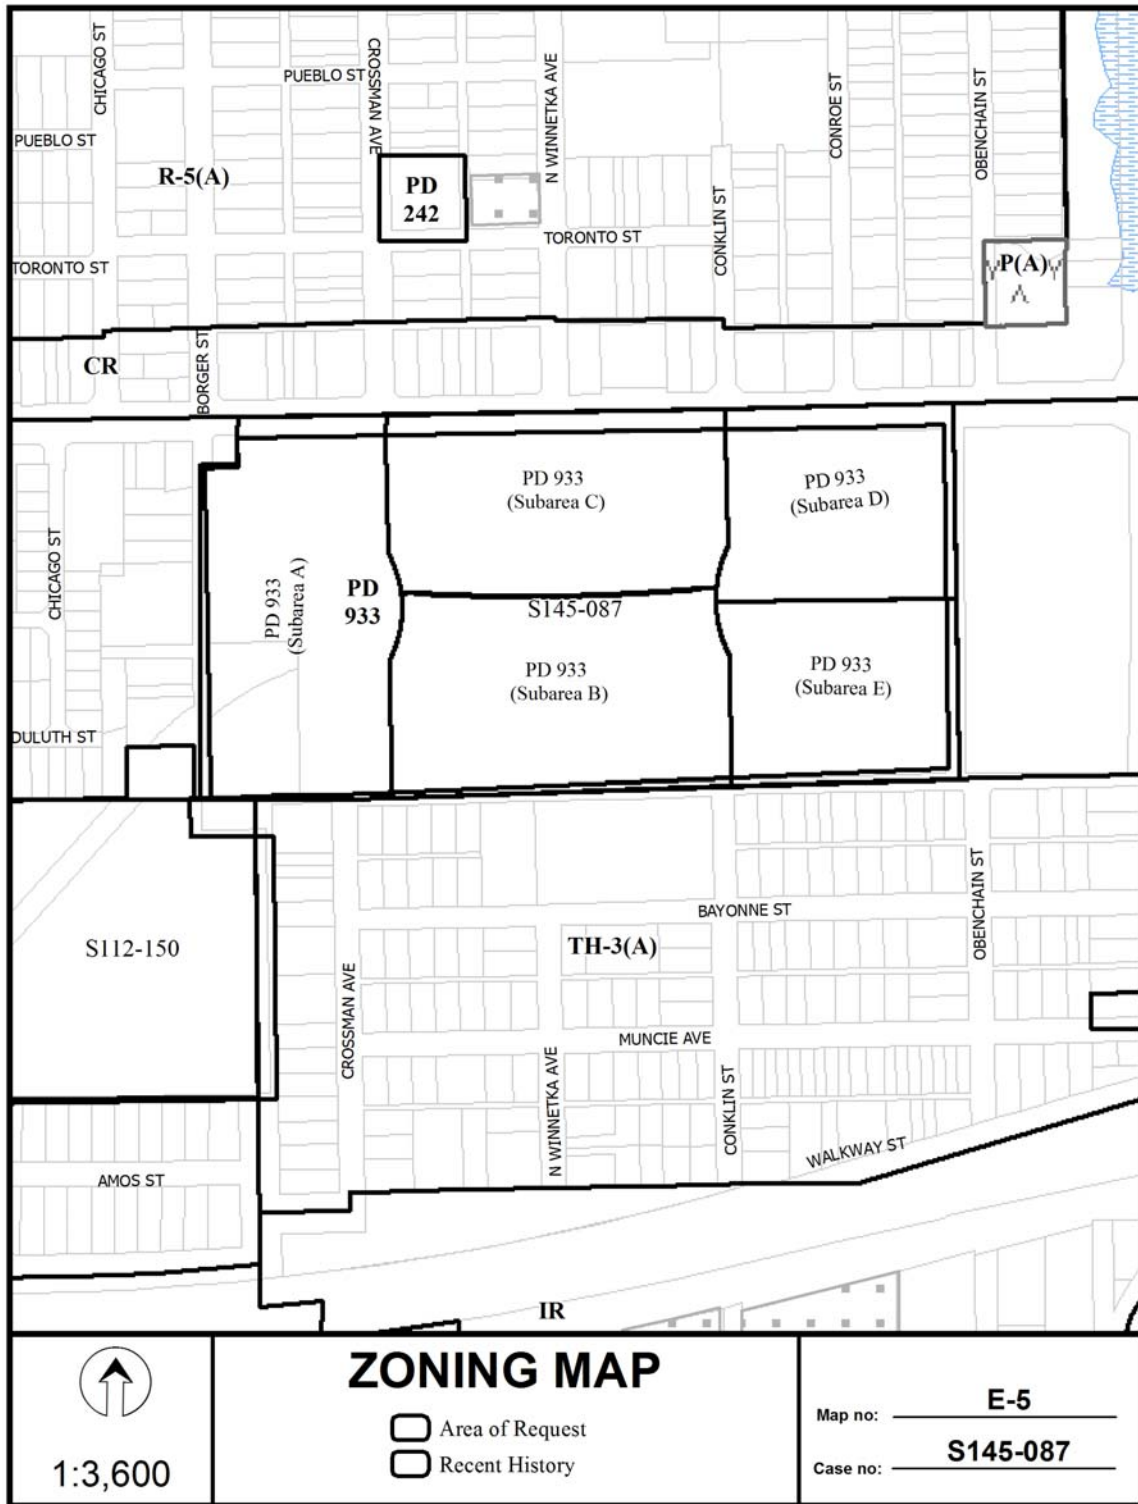 CHICAGO ST
CROSSMAN AVE
PUEBLO ST
N WINNETKA AVE
CONROE ST
OBENCHAIN ST
PUEBLO ST
R-5(A)
PD
242
CONKLIN ST
TORONTO ST
TORONTO ST
P(A)
CR
BORGER ST
PD 933
(Subarea C)
PD 933
(Subarea D)
CHICAGO ST
PD 933
(Subarea A)
PD
933
S145-087
PD 933
(Subarea B)
PD 933
(Subarea E)
DULUTH ST
OBENCHAIN ST
BAYONNE ST
S112-150
TH-3(A)
CROSSMAN AVE
MUNCIE AVE
N WINNETKA AVE
CONKLIN ST
WALKWAY ST
AMOS ST
IR
1:3,600
ZONING MAP
Area of Request
Recent History
Map no: E-5
Case no: S145-087